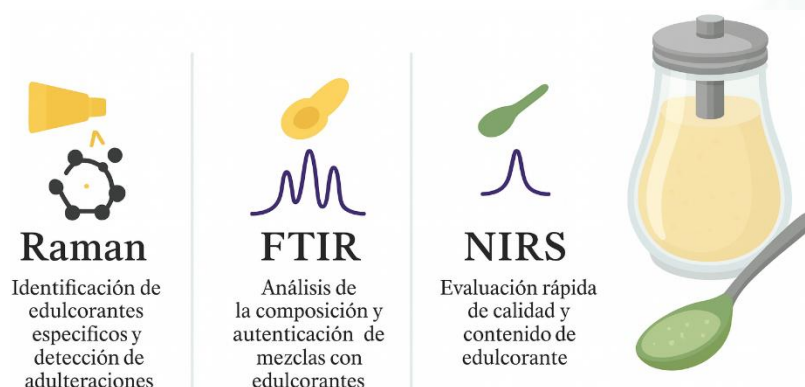 Raman
Identificación de
edulcorantes
especificos y
detección de
adulteraciones
FTIR
Análisis de
la composición y
autenticación de
mezclas con
edulcorantes
NIRS
Evaluación rápida
de calidad y
contenido de
edulcorante